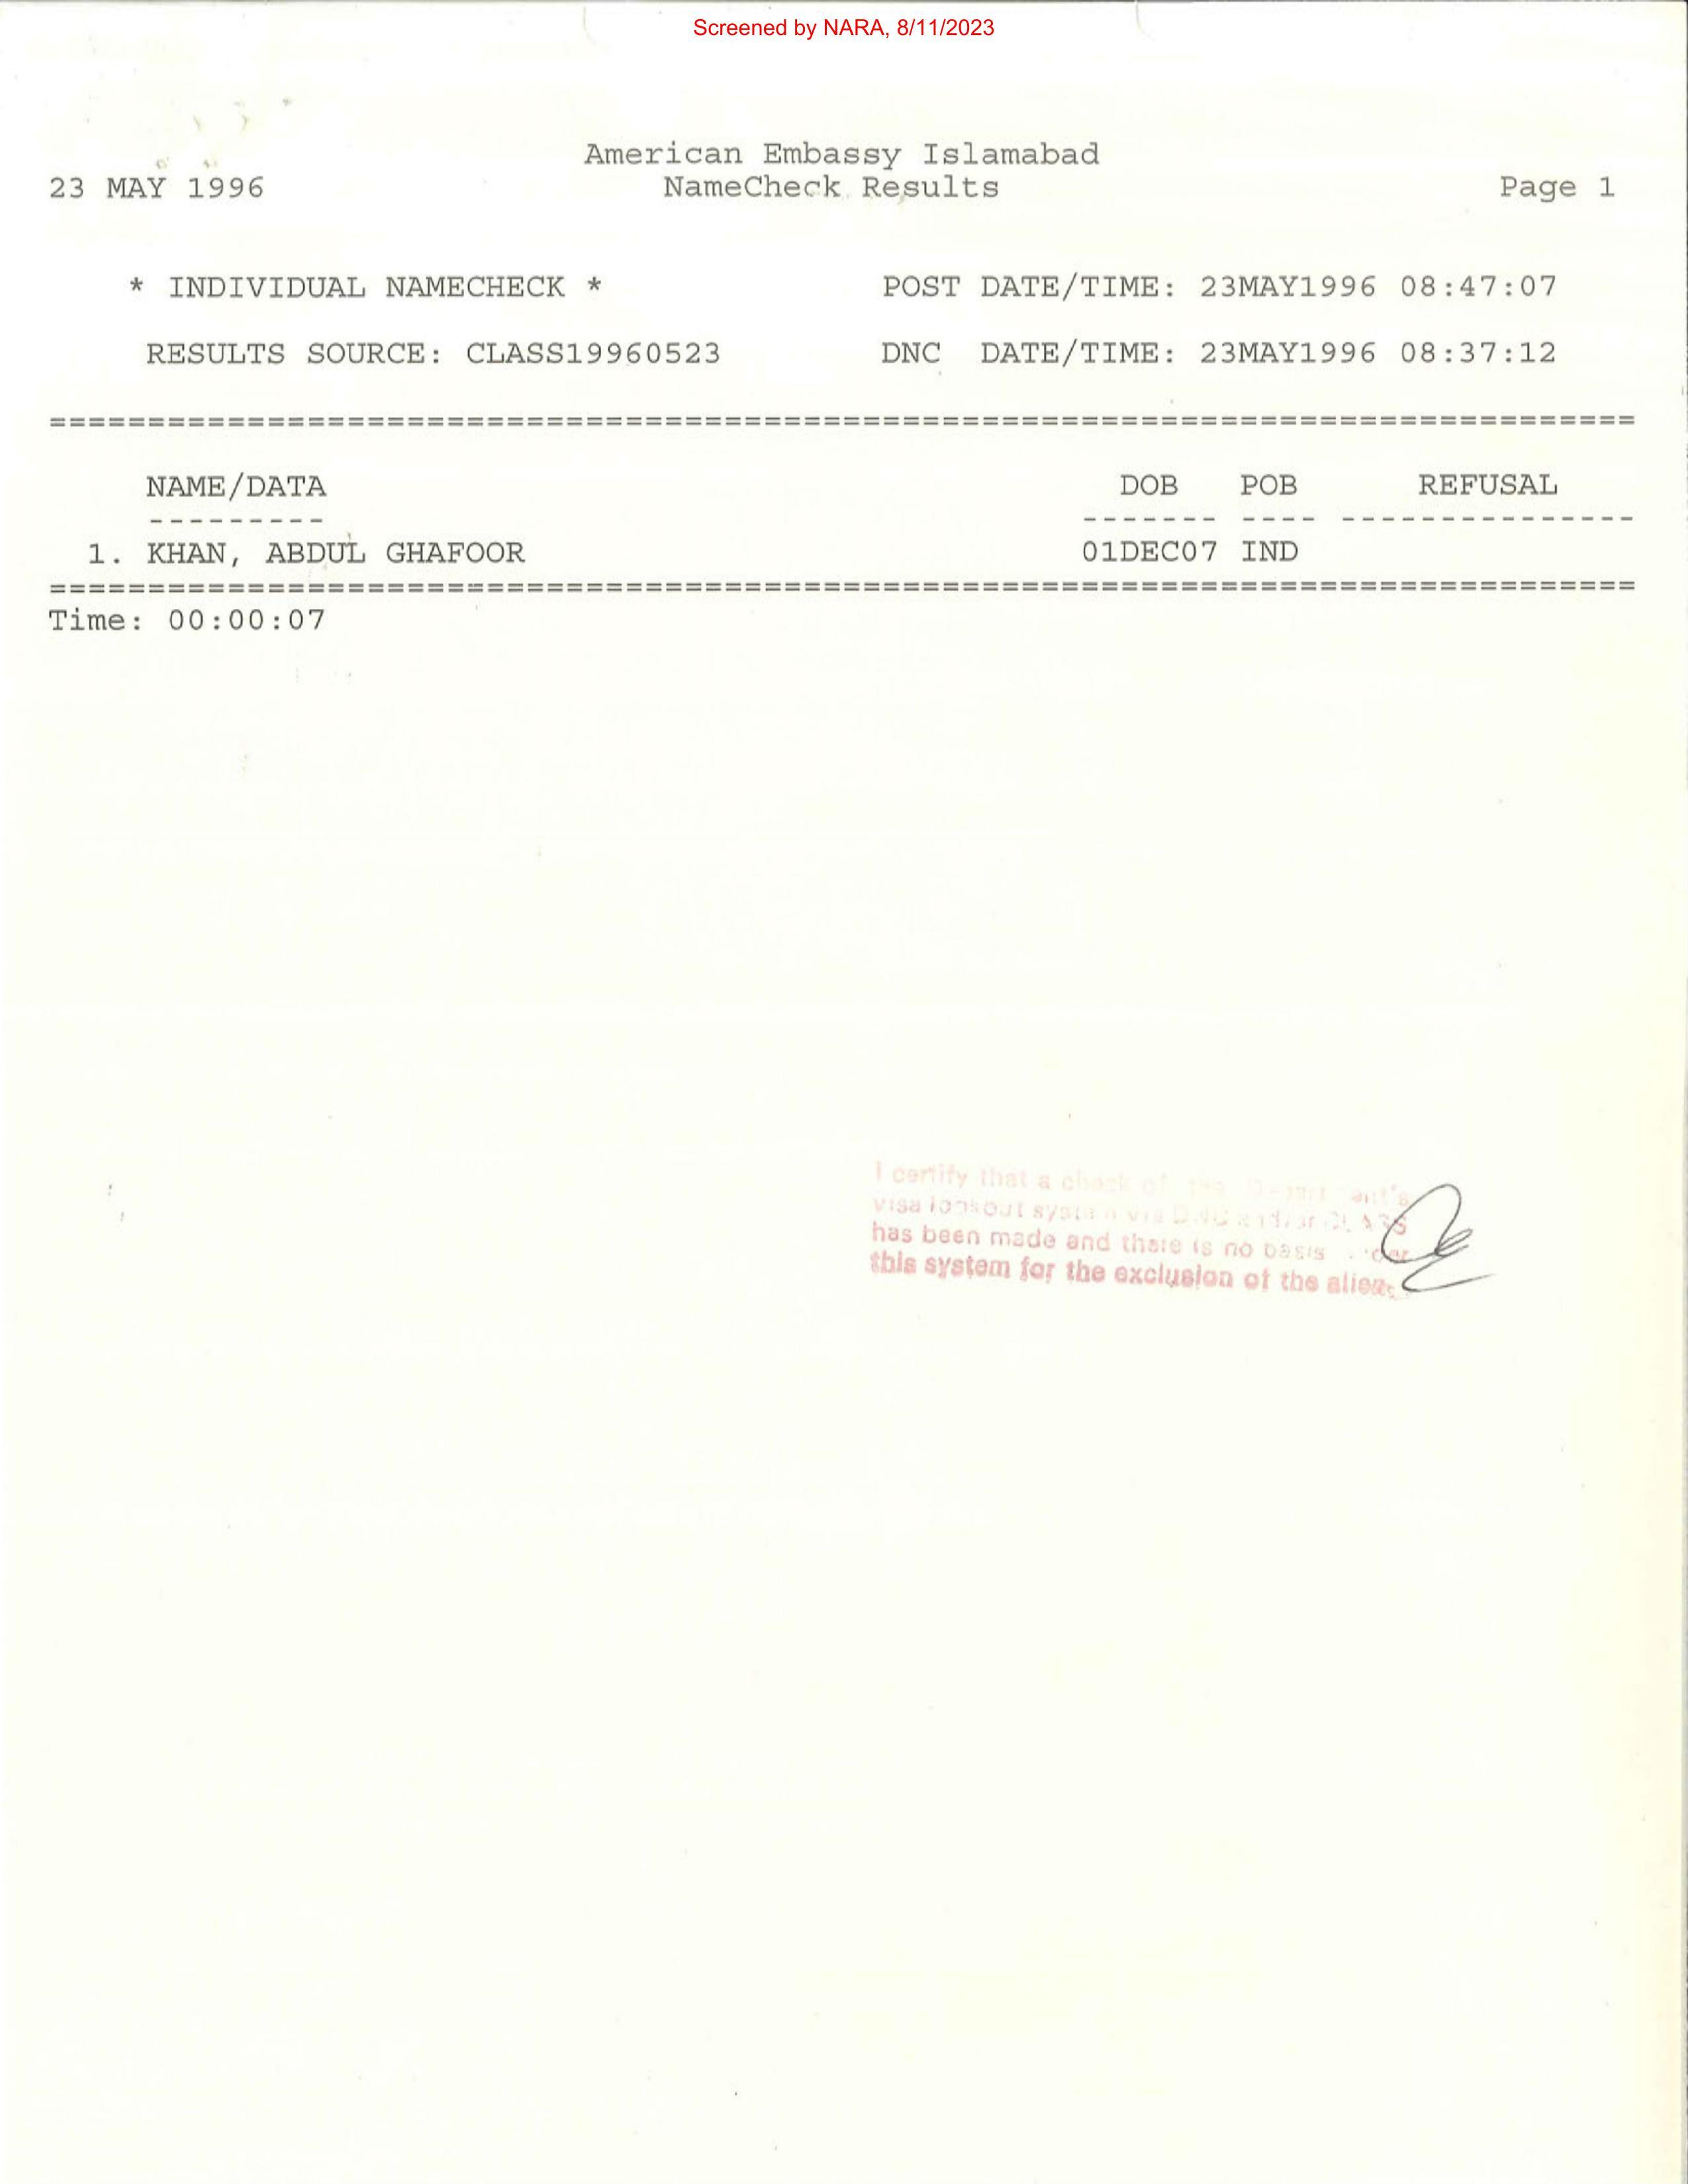 Screened by NARA, 8/11/2023
American Embassy Islamabad
23 MAY 1996 NameCheck Results Page 1
* INDIVIDUAL NAMECHECK * POST DATE/TIME: 23MAY1996 08:47:07
RESULTS SOURCE: CLASS19960523 DNC DATE/TIME: 23MAY1996 08:37:12
================================================================================
NAME/DATA DOB POB REFUSAL
--------- ------- ---- ---------------
1. KHAN, ABDUL GHAFOOR 01DEC07 IND
================================================================================
Time: 00:00:07
I certify that a check of the
visa lookout system via DNC and/or CLASS
has been made and there is no basis
this system for the exclusion of the alien